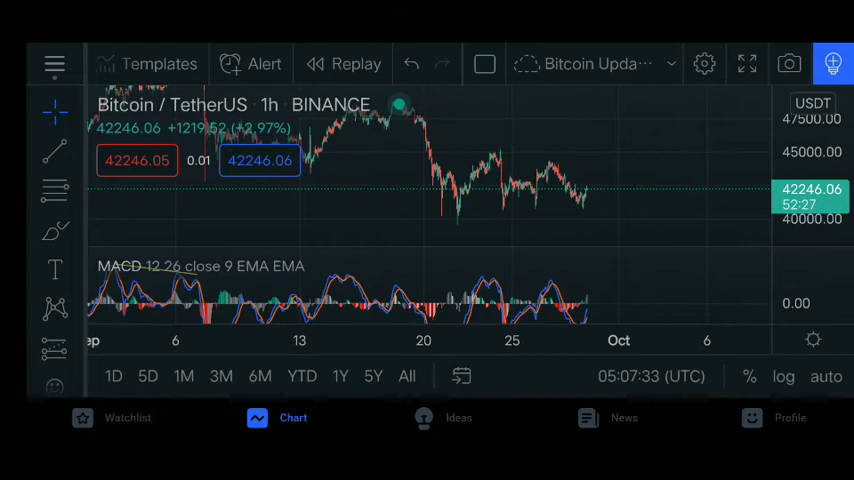 Templates Alert Replay Bitcoin Upda···
Bitcoin / TetherUS · 1h · BINANCE USDT
42246.06 +1219.52 (+2.97%) 47500.00
42246.05 0.01 42246.06 45000.00
42246.06
52:27
40000.00
MACD 12 26 close 9 EMA EMA
0.00
ep 6 13 20 25 Oct 6
1D 5D 1M 3M 6M YTD 1Y 5Y All 05:07:33 (UTC) % log auto
Watchlist Chart Ideas News Profile